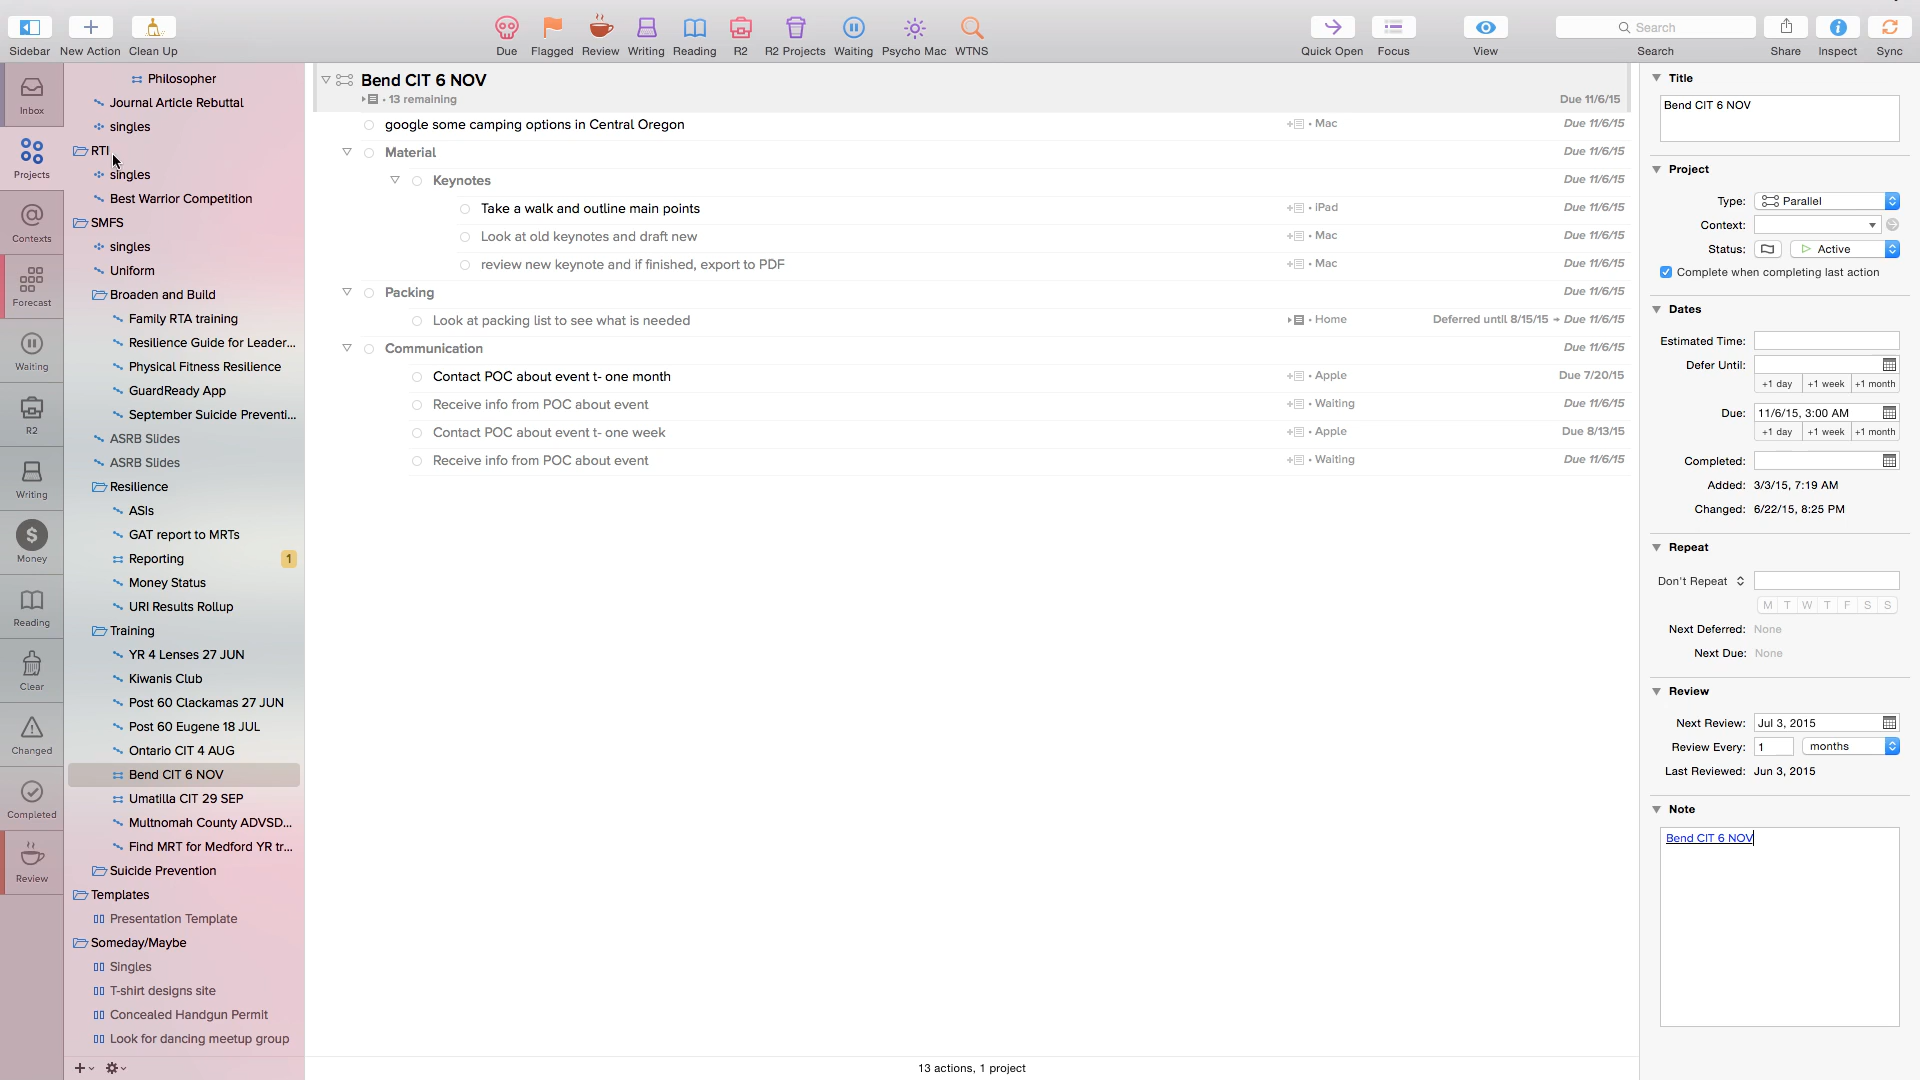 Sidebar
New Action
Clean Up
Due
Flagged
Review
Writing
Reading
R2
R2 Projects
Waiting
Psycho Mac
WTNS
Quick Open
Focus
View
Search
Search
Share
Inspect
Sync
Inbox
Projects
Contexts
Forecast
Waiting
R2
Writing
Money
Reading
Clear
Changed
Completed
Review
Philosopher
Journal Article Rebuttal
singles
RTI
singles
Best Warrior Competition
SMFS
singles
Uniform
Broaden and Build
Family RTA training
Resilience Guide for Leader...
Physical Fitness Resilience
GuardReady App
September Suicide Preventi...
ASRB Slides
ASRB Slides
Resilience
ASIs
GAT report to MRTs
Reporting 1
Money Status
URI Results Rollup
Training
YR 4 Lenses 27 JUN
Kiwanis Club
Post 60 Clackamas 27 JUN
Post 60 Eugene 18 JUL
Ontario CIT 4 AUG
Bend CIT 6 NOV
Umatilla CIT 29 SEP
Multnomah County ADVSD...
Find MRT for Medford YR tr...
Suicide Prevention
Templates
Presentation Template
Someday/Maybe
Singles
T-shirt designs site
Concealed Handgun Permit
Look for dancing meetup group
Bend CIT 6 NOV
• 13 remaining Due 11/6/15
google some camping options in Central Oregon • Mac Due 11/6/15
Material Due 11/6/15
Keynotes Due 11/6/15
Take a walk and outline main points • iPad Due 11/6/15
Look at old keynotes and draft new • Mac Due 11/6/15
review new keynote and if finished, export to PDF • Mac Due 11/6/15
Packing Due 11/6/15
Look at packing list to see what is needed • Home Deferred until 8/15/15 → Due 11/6/15
Communication Due 11/6/15
Contact POC about event t- one month • Apple Due 7/20/15
Receive info from POC about event • Waiting Due 11/6/15
Contact POC about event t- one week • Apple Due 8/13/15
Receive info from POC about event • Waiting Due 11/6/15
13 actions, 1 project
Title
Bend CIT 6 NOV
Project
Type: Parallel
Context:
Status: Active
Complete when completing last action
Dates
Estimated Time:
Defer Until:
+1 day +1 week +1 month
Due: 11/6/15, 3:00 AM
+1 day +1 week +1 month
Completed:
Added: 3/3/15, 7:19 AM
Changed: 6/22/15, 8:25 PM
Repeat
Don't Repeat
M T W T F S S
Next Deferred: None
Next Due: None
Review
Next Review: Jul 3, 2015
Review Every: 1 months
Last Reviewed: Jun 3, 2015
Note
Bend CIT 6 NOV